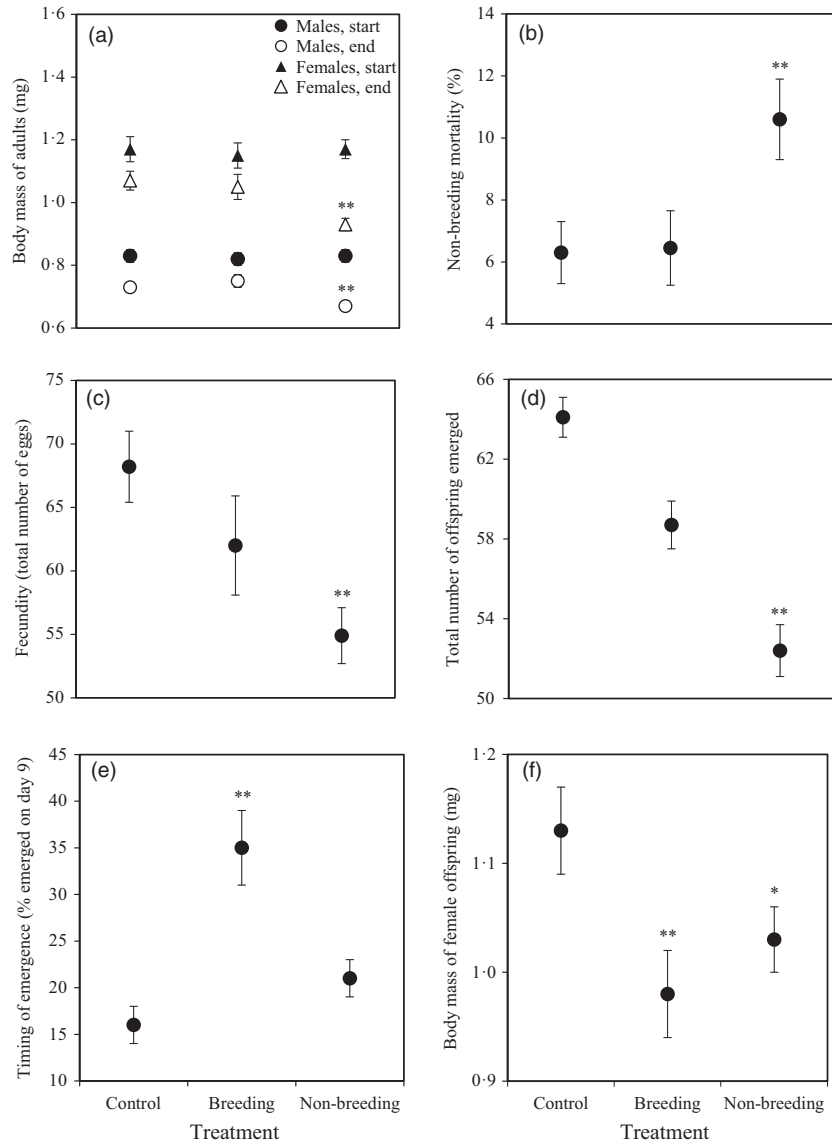 (a)
Males, start
Males, end
Females, start
Females, end
Body mass of adults (mg)
1·6
1·4
1·2
1·0
0·8
0·6
**
**
(b)
Non-breeding mortality (%)
14
12
10
8
6
4
**
(c)
Fecundity (total number of eggs)
75
70
65
60
55
50
**
(d)
Total number of offspring emerged
66
62
58
54
50
**
(e)
Timing of emergence (% emerged on day 9)
45
40
35
30
25
20
15
10
**
Control Breeding Non-breeding
Treatment
(f)
Body mass of female offspring (mg)
1·2
1·1
1·0
0·9
**
*
Control Breeding Non-breeding
Treatment